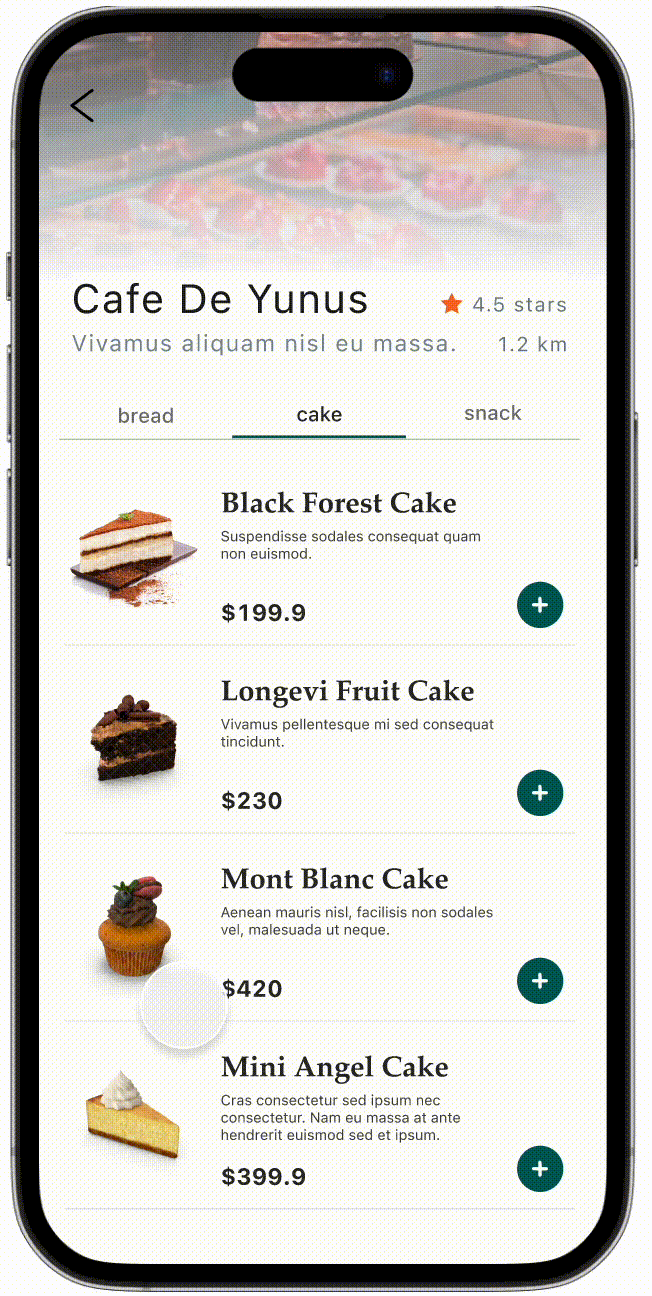 Cafe De Yunus
4.5 stars
Vivamus aliquam nisl eu massa.
1.2 km
bread
cake
snack
Black Forest Cake
Suspendisse sodales consequat quam
non euismod.
$199.9
Longevi Fruit Cake
Vivamus pellentesque mi sed consequat
tincidunt.
$230
Mont Blanc Cake
Aenean mauris nisl, facilisis non sodales
vel, malesuada ut neque.
$420
Mini Angel Cake
Cras consectetur sed ipsum nec
consectetur. Nam eu massa at ante
hendrerit euismod sed et ipsum.
$399.9